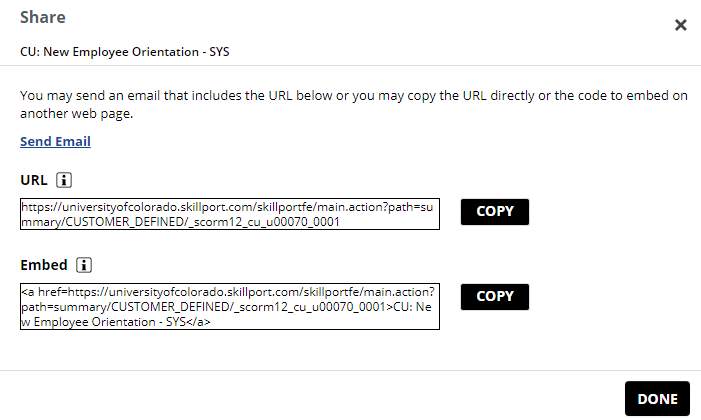 Share
CU: New Employee Orientation - SYS
You may send an email that includes the URL below or you may copy the URL directly or the code to embed on
another web page.
Send Email
URL
https://universityofcolorado.skillport.com/skillportfe/main.action?path=su
mmary/CUSTOMER_DEFINED/_scorm12_cu_u00070_0001
COPY
Embed
<a href=https://universityofcolorado.skillport.com/skillportfe/main.action?
path=summary/CUSTOMER_DEFINED/_scorm12_cu_u00070_0001>CU: Ne
w Employee Orientation - SYS</a>
COPY
DONE